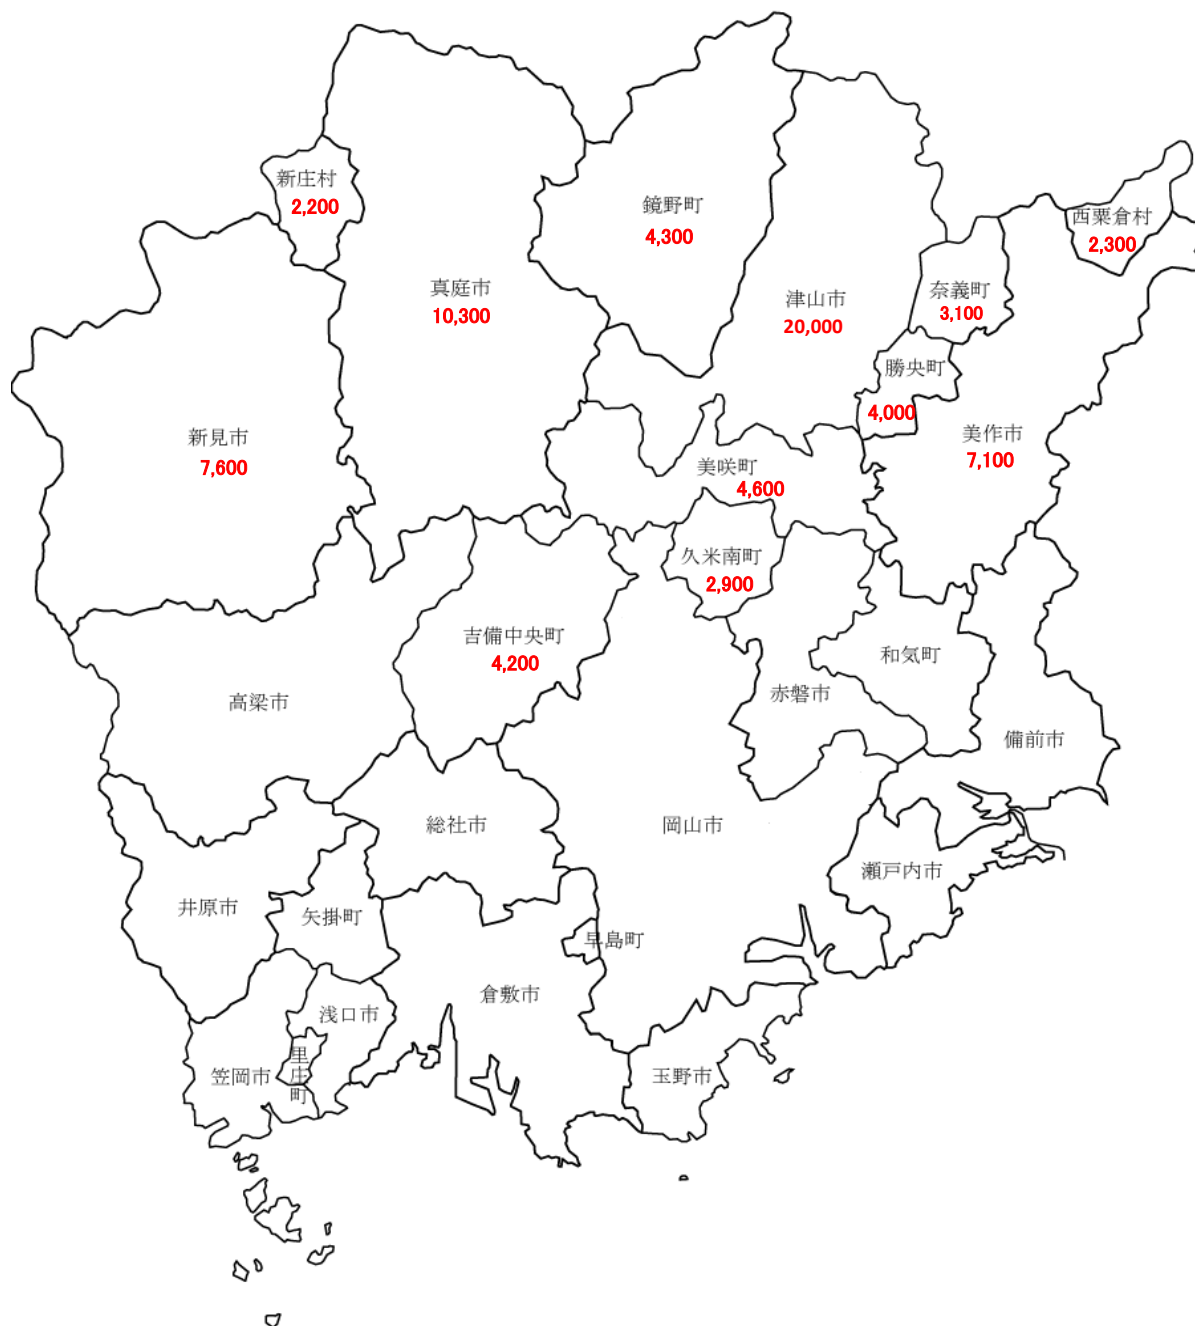 新庄村
2,200
鏡野町
4,300
西粟倉村
2,300
真庭市
10,300
津山市
20,000
奈義町
3,100
勝央町
4,000
新見市
7,600
美咲町
4,600
美作市
7,100
久米南町
2,900
吉備中央町
4,200
和気町
高梁市
赤磐市
備前市
総社市
岡山市
瀬戸内市
井原市
矢掛町
早島町
倉敷市
浅口市
里庄町
笠岡市
玉野市